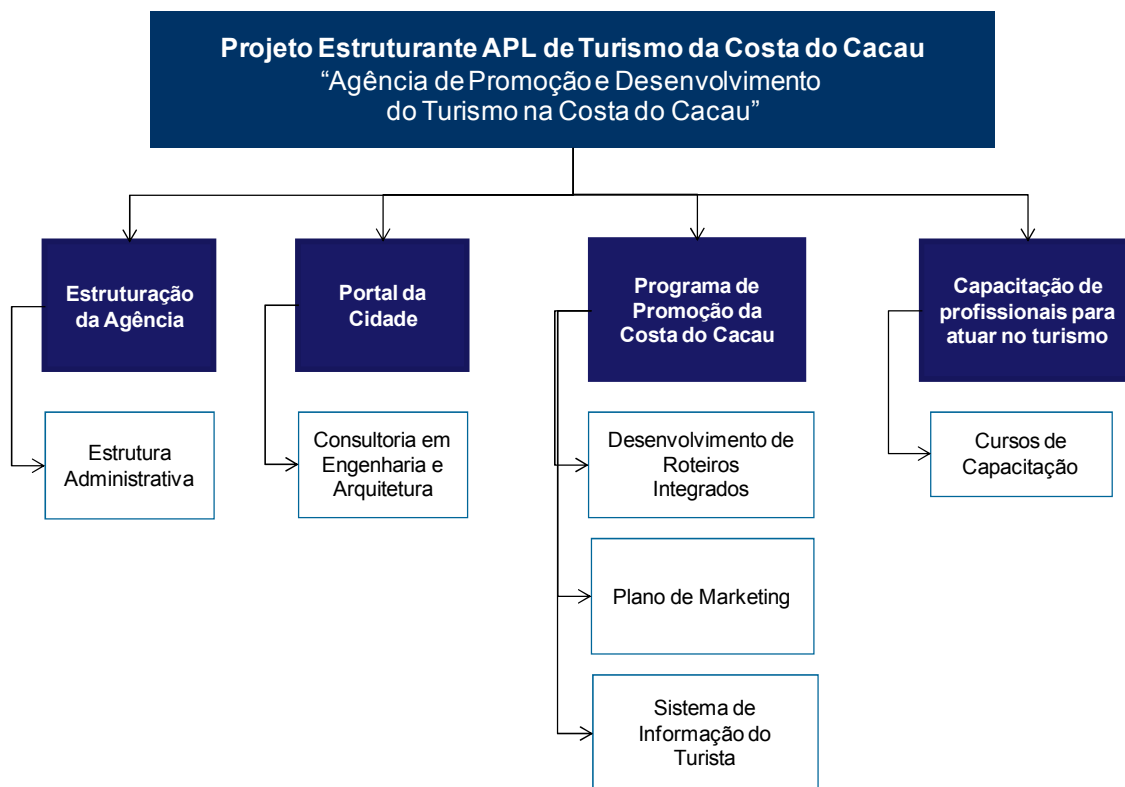 Projeto Estruturante APL de Turismo da Costa do Cacau
“Agência de Promoção e Desenvolvimento
do Turismo na Costa do Cacau”
Estruturação
da Agência
Estrutura
Administrativa
Portal da
Cidade
Consultoria em
Engenharia e
Arquitetura
Programa de
Promoção da
Costa do Cacau
Desenvolvimento de
Roteiros
Integrados
Plano de Marketing
Sistema de
Informação do
Turista
Capacitação de
profissionais para
atuar no turismo
Cursos de
Capacitação